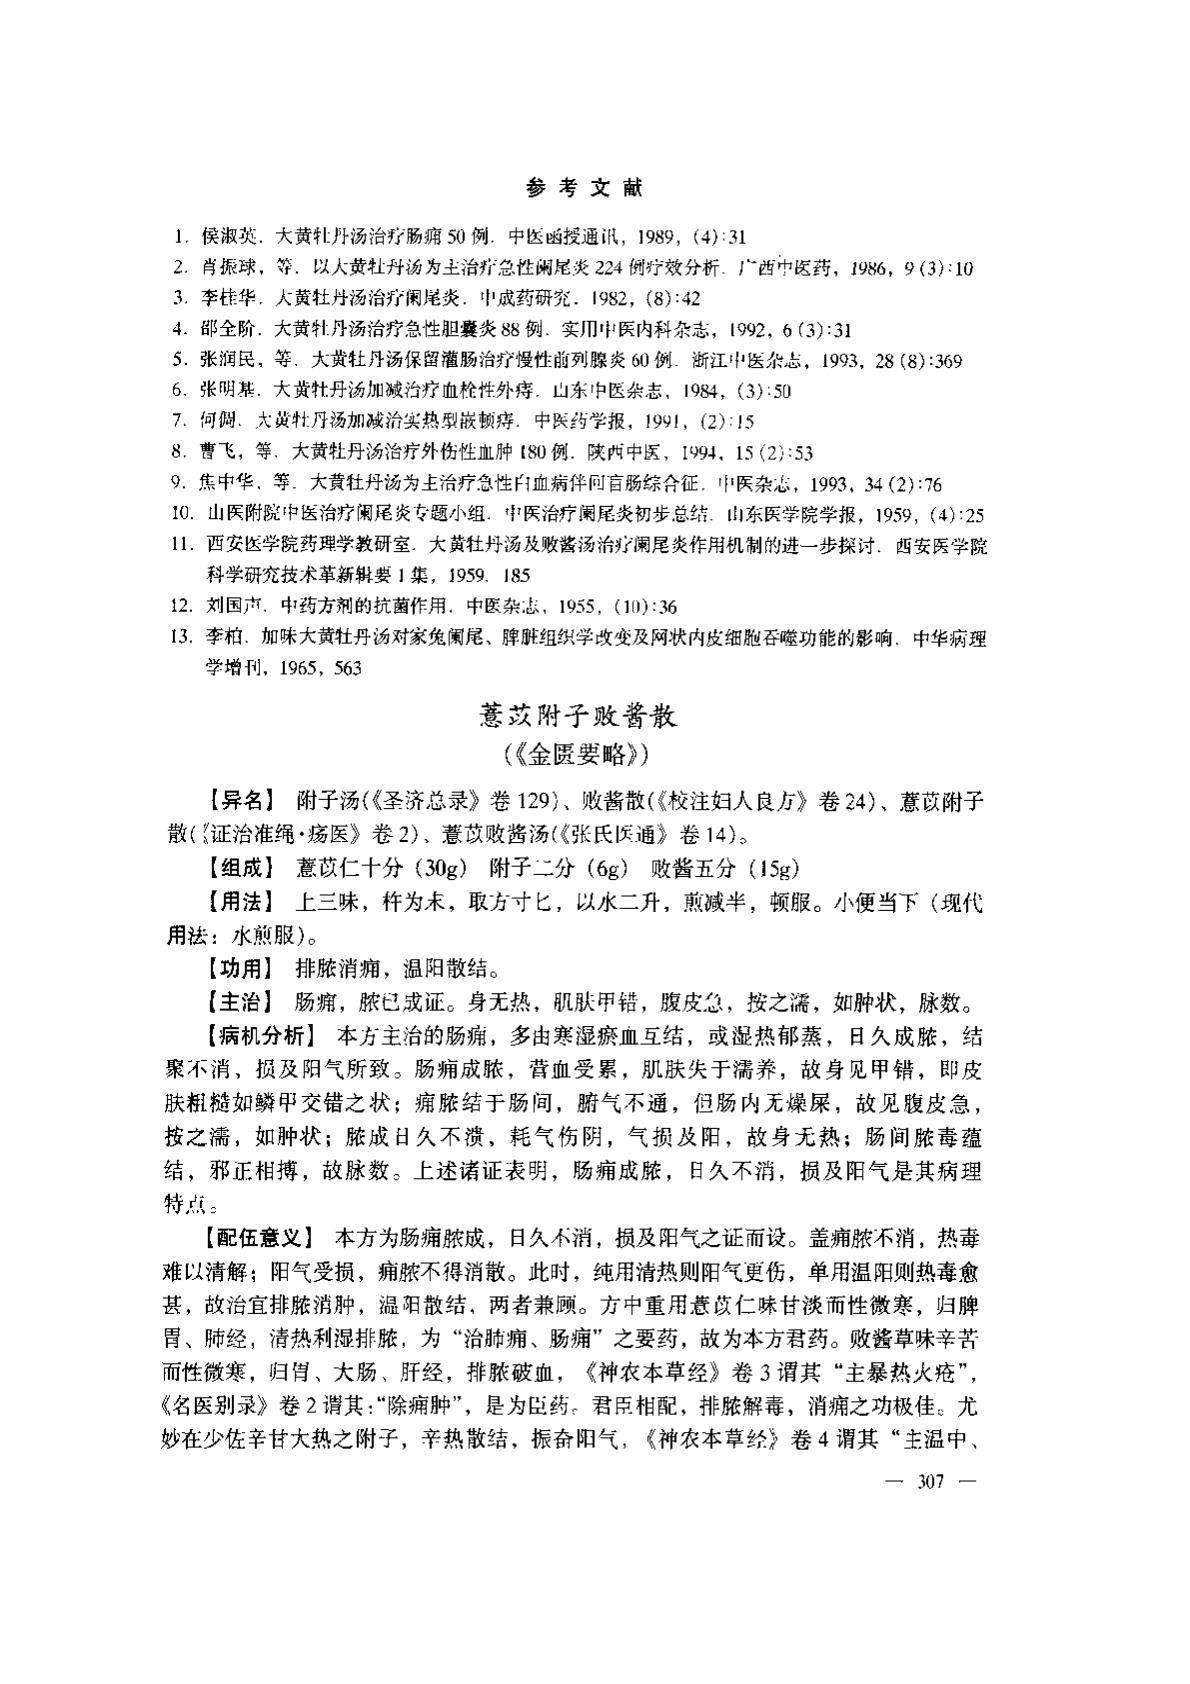 参考文献
1. 侯淑英．大黄牡丹汤治疗肠痈50例．中医函授通讯，1989，(4):31
2. 肖振球，等．以大黄牡丹汤为主治疗急性阑尾炎224例疗效分析．广西中医药，1986，9 (3):10
3. 李桂华．大黄牡丹汤治疗阑尾炎．中成药研究．1982，(8):42
4. 邵全阶．大黄牡丹汤治疗急性胆囊炎88例．实用中医内科杂志，1992，6 (3):31
5. 张润民，等．大黄牡丹汤保留灌肠治疗慢性前列腺炎60例．浙江中医杂志，1993，28 (8):369
6. 张明基．大黄牡丹汤加减治疗血栓性外痔．山东中医杂志，1984，(3):50
7. 何倜．大黄牡丹汤加减治实热型嵌顿痔．中医药学报，1991，(2):15
8. 曹飞，等．大黄牡丹汤治疗外伤性血肿180例．陕西中医，1994，15 (2):53
9. 焦中华，等．大黄牡丹汤为主治疗急性白血病伴回盲肠综合征．中医杂志，1993，34 (2):76
10. 山医附院中医治疗阑尾炎专题小组．中医治疗阑尾炎初步总结．山东医学院学报，1959，(4):25
11. 西安医学院药理学教研室．大黄牡丹汤及败酱汤治疗阑尾炎作用机制的进一步探讨．西安医学院
科学研究技术革新辑要1集，1959．185
12. 刘国声．中药方剂的抗菌作用．中医杂志，1955，(10):36
13. 李柏．加味大黄牡丹汤对家兔阑尾、脾脏组织学改变及网状内皮细胞吞噬功能的影响．中华病理
学增刊，1965，563
薏苡附子败酱散
(《金匮要略》)
【异名】 附子汤(《圣济总录》卷129)、败酱散(《校注妇人良方》卷24)、薏苡附子
散(《证治准绳·疡医》卷2)、薏苡败酱汤(《张氏医通》卷14)。
【组成】 薏苡仁十分（30g） 附子二分（6g） 败酱五分（15g）
【用法】 上三味，杵为末，取方寸匕，以水二升，煎减半，顿服。小便当下（现代
用法：水煎服）。
【功用】 排脓消痈，温阳散结。
【主治】 肠痈，脓已成证。身无热，肌肤甲错，腹皮急，按之濡，如肿状，脉数。
【病机分析】 本方主治的肠痈，多由寒湿瘀血互结，或湿热郁蒸，日久成脓，结
聚不消，损及阳气所致。肠痈成脓，营血受累，肌肤失于濡养，故身见甲错，即皮
肤粗糙如鳞甲交错之状；痈脓结于肠间，腑气不通，但肠内无燥屎，故见腹皮急，
按之濡，如肿状；脓成日久不溃，耗气伤阴，气损及阳，故身无热；肠间脓毒蕴
结，邪正相搏，故脉数。上述诸证表明，肠痈成脓，日久不消，损及阳气是其病理
特点。
【配伍意义】 本方为肠痈脓成，日久不消，损及阳气之证而设。盖痈脓不消，热毒
难以清解；阳气受损，痈脓不得消散。此时，纯用清热则阳气更伤，单用温阳则热毒愈
甚，故治宜排脓消肿，温阳散结，两者兼顾。方中重用薏苡仁味甘淡而性微寒，归脾
胃、肺经，清热利湿排脓，为“治肺痈、肠痈”之要药，故为本方君药。败酱草味辛苦
而性微寒，归胃、大肠、肝经，排脓破血，《神农本草经》卷3谓其“主暴热火疮”，
《名医别录》卷2谓其：“除痈肿”，是为臣药。君臣相配，排脓解毒，消痈之功极佳。尤
妙在少佐辛甘大热之附子，辛热散结，振奋阳气，《神农本草经》卷4谓其“主温中、
— 307 —